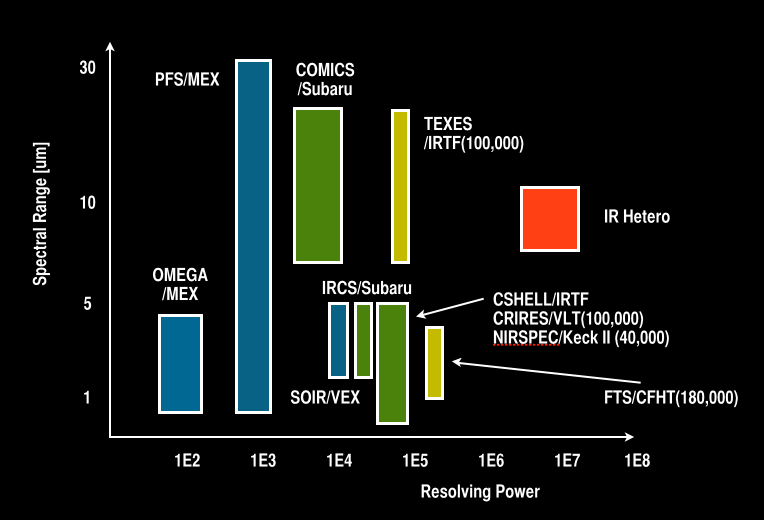 30
PFS/MEX
COMICS
/Subaru
TEXES
/IRTF(100,000)
Spectral Range [um]
10
IR Hetero
OMEGA
/MEX
IRCS/Subaru
5
CSHELL/IRTF
CRIRES/VLT(100,000)
NIRSPEC/Keck II (40,000)
1
SOIR/VEX
FTS/CFHT(180,000)
1E2 1E3 1E4 1E5 1E6 1E7 1E8
Resolving Power